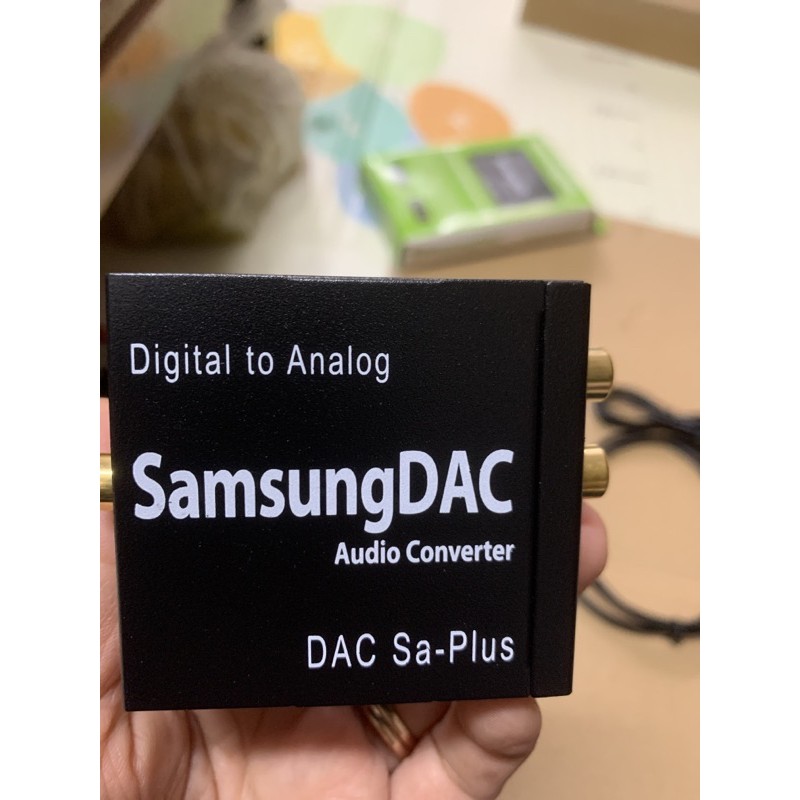 Digital to Analog
SamsungDAC
Audio Converter
DAC Sa-Plus